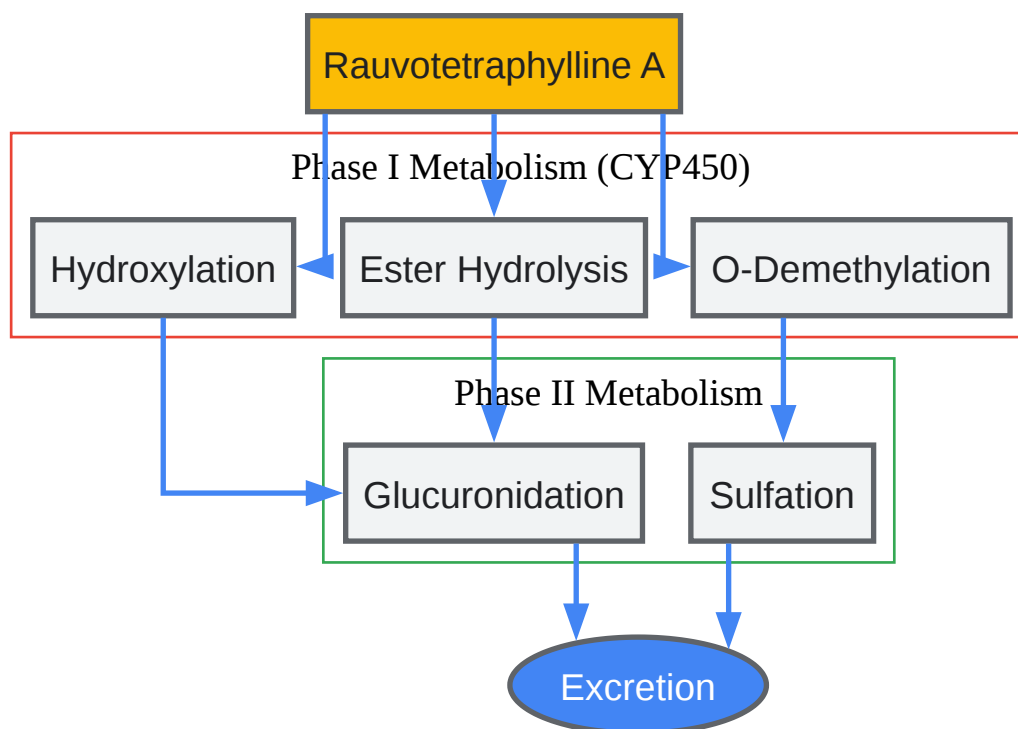 Rauvotetraphylline A
Phase I Metabolism (CYP450)
Hydroxylation
Ester Hydrolysis
O-Demethylation
Phase II Metabolism
Glucuronidation
Sulfation
Excretion